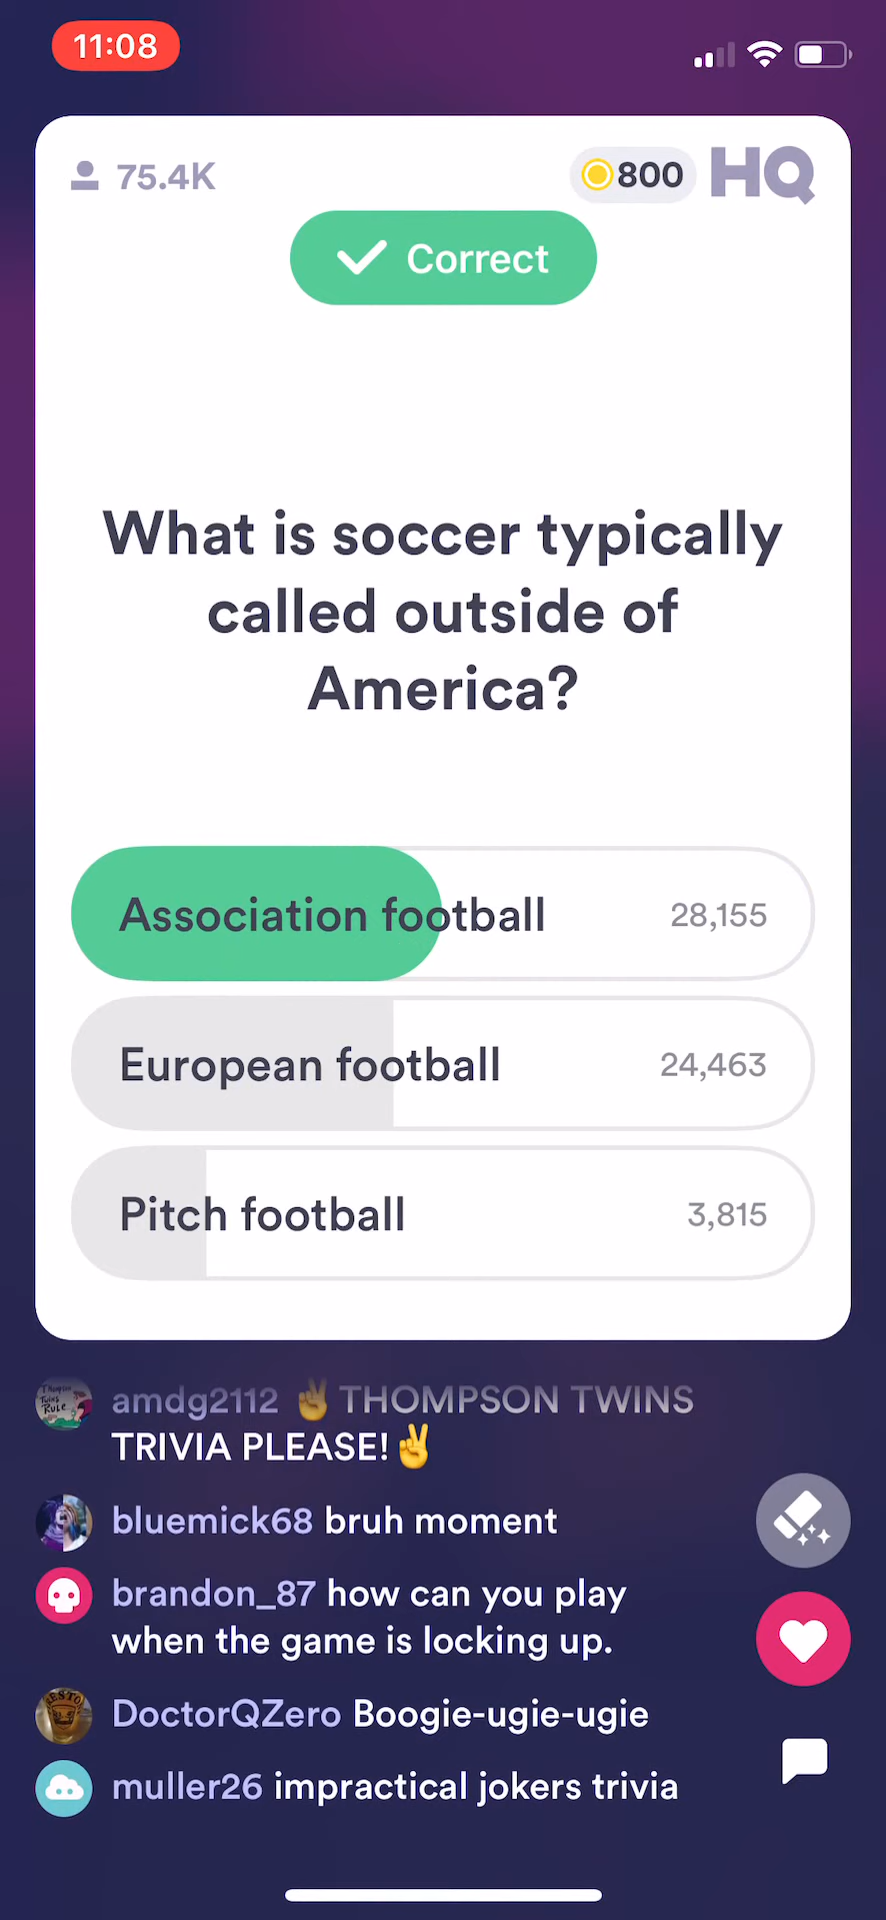 11:08
75.4K
800 HQ
Correct
What is soccer typically
called outside of
America?
Association football 28,155
European football 24,463
Pitch football 3,815
amdg2112 ✌️ THOMPSON TWINS
TRIVIA PLEASE!✌️
bluemick68 bruh moment
brandon_87 how can you play
when the game is locking up.
DoctorQZero Boogie-ugie-ugie
muller26 impractical jokers trivia